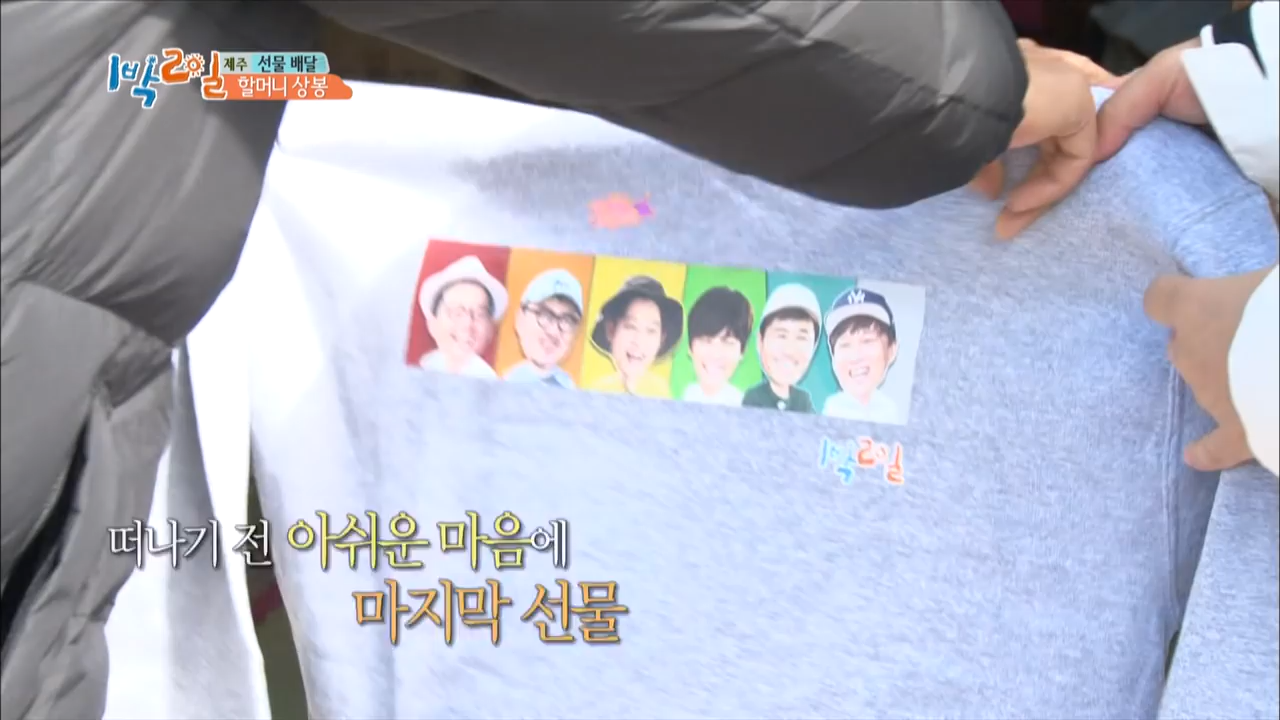 1박2일
제주 선물 배달
할머니 상봉
NY
1박2일
떠나기 전 아쉬운 마음에
마지막 선물